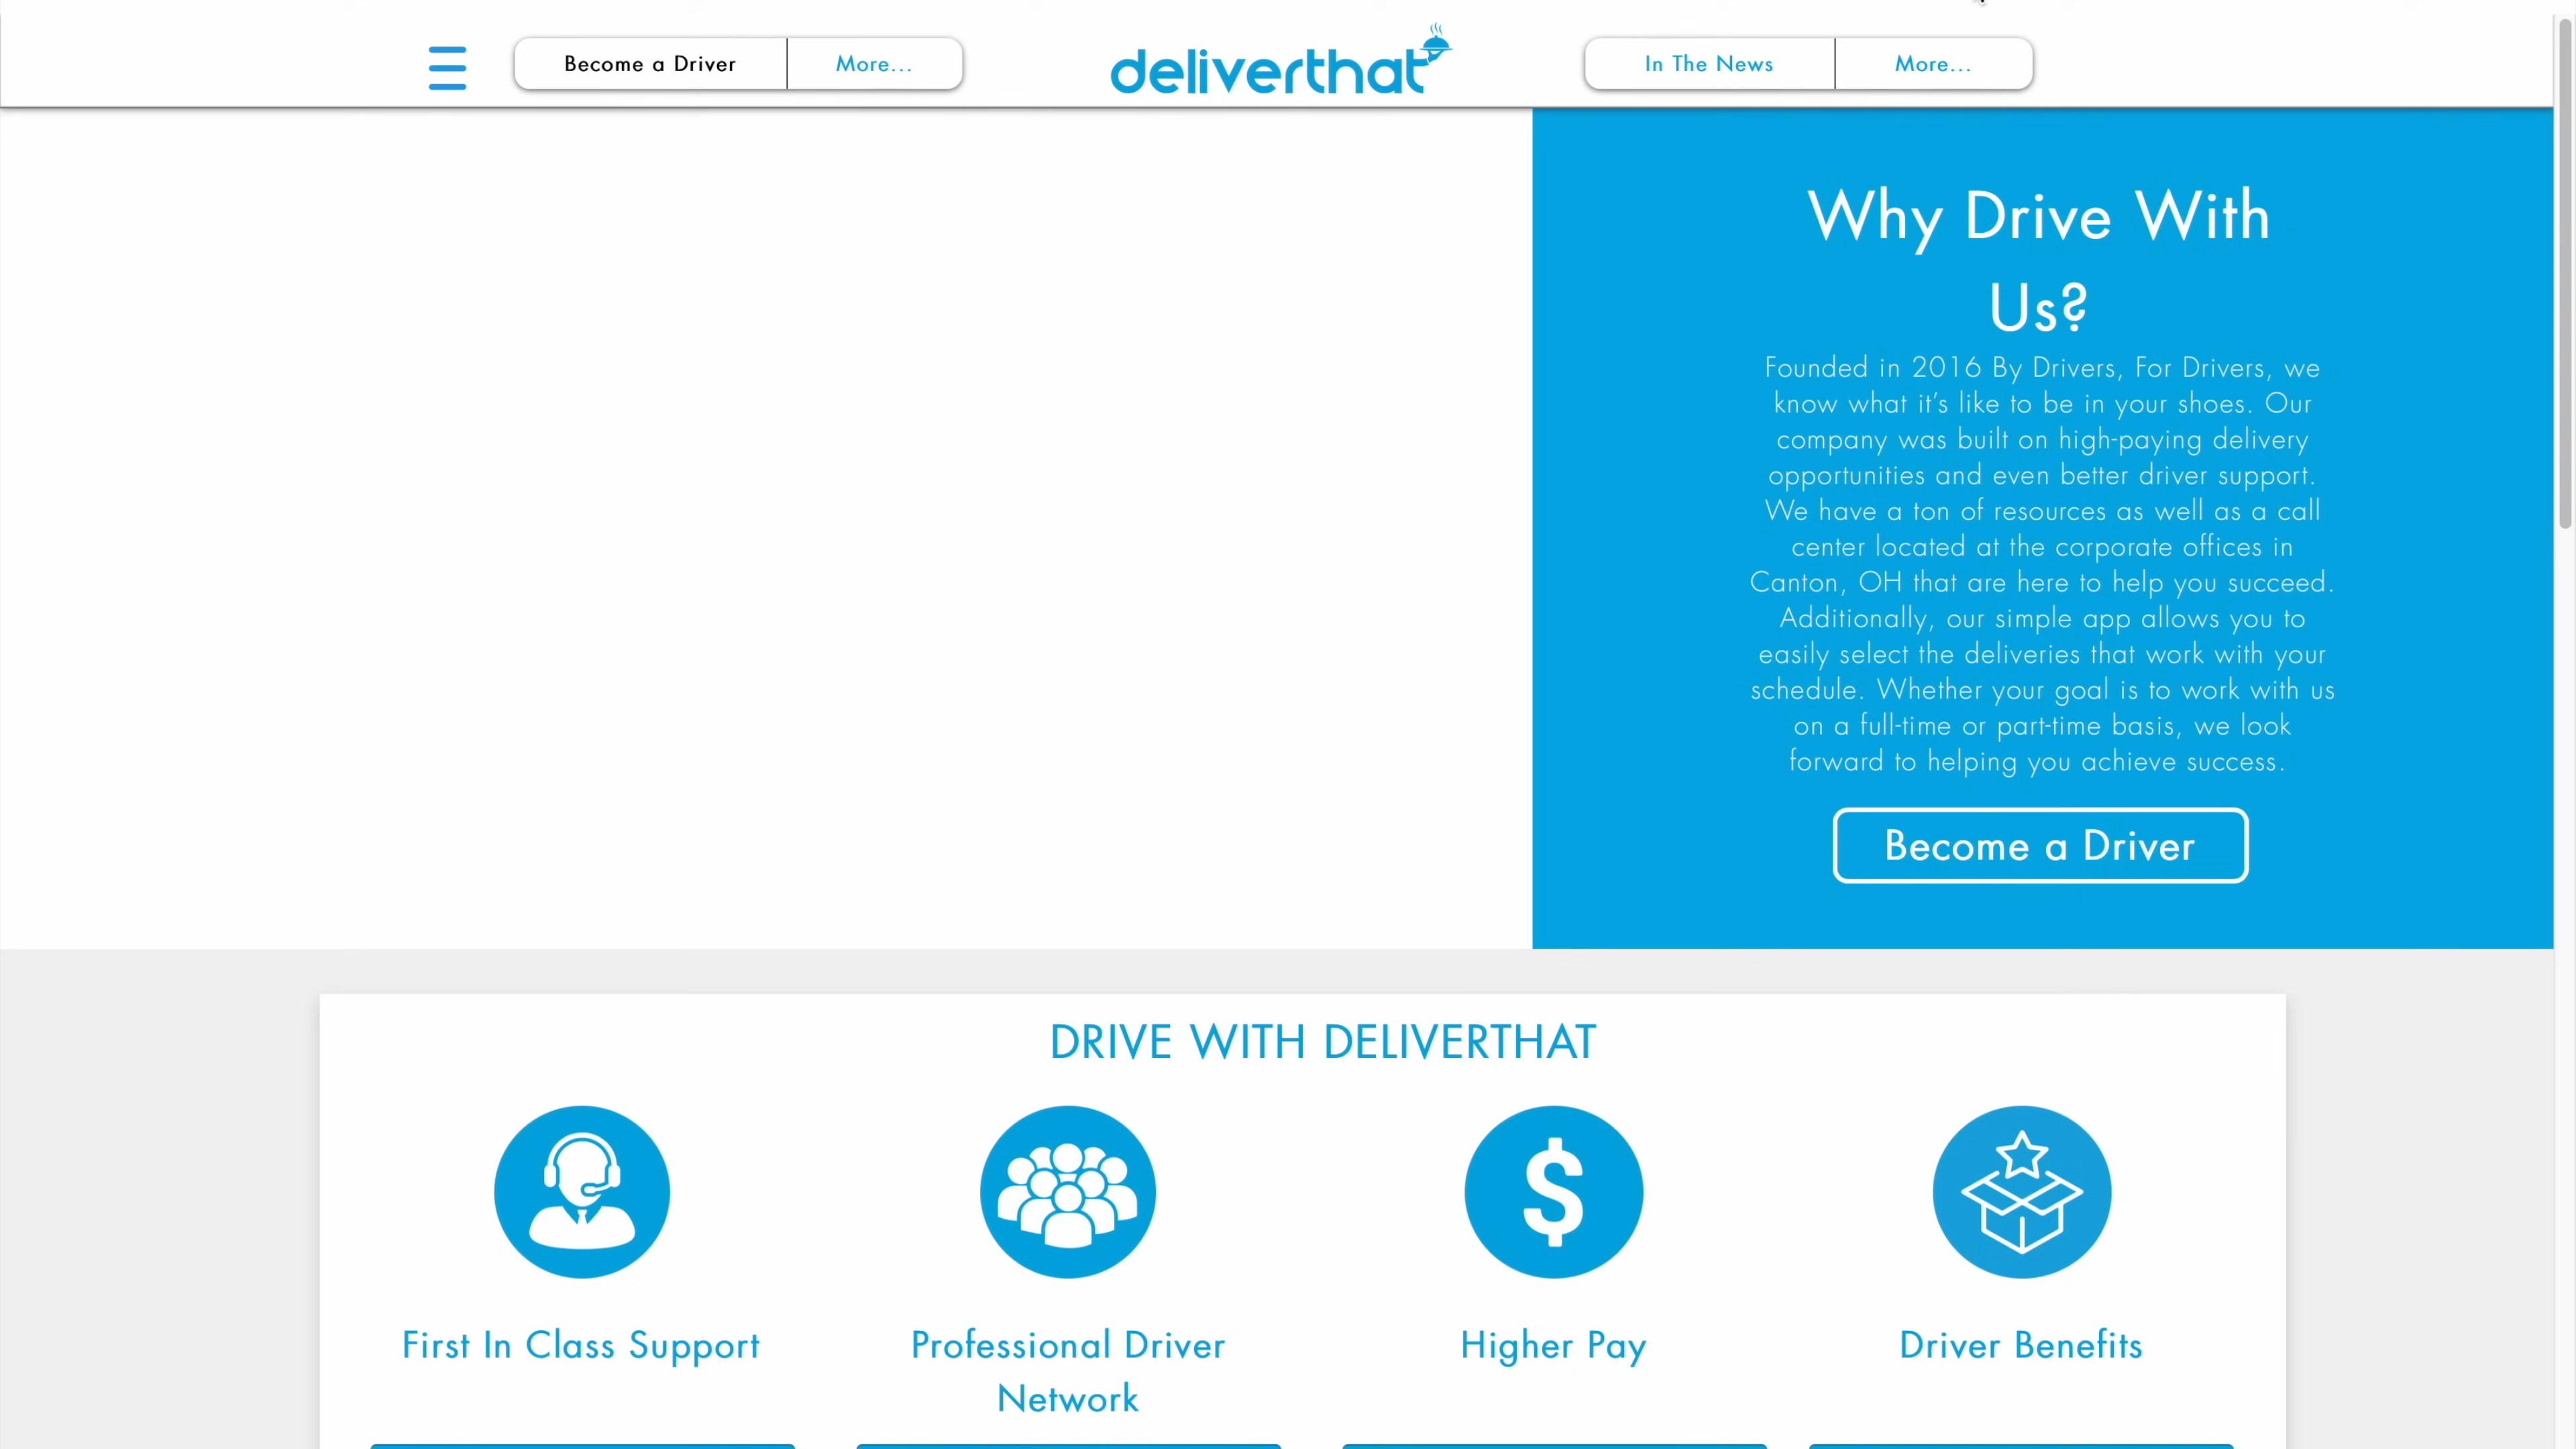 Become a Driver
More...
deliverthat
In The News
More...
Why Drive With
Us?
Founded in 2016 By Drivers, For Drivers, we
know what it's like to be in your shoes. Our
company was built on high-paying delivery
opportunities and even better driver support.
We have a ton of resources as well as a call
center located at the corporate offices in
Canton, OH that are here to help you succeed.
Additionally, our simple app allows you to
easily select the deliveries that work with your
schedule. Whether your goal is to work with us
on a full-time or part-time basis, we look
forward to helping you achieve success.
Become a Driver
DRIVE WITH DELIVERTHAT
First In Class Support
Professional Driver
Network
Higher Pay
Driver Benefits